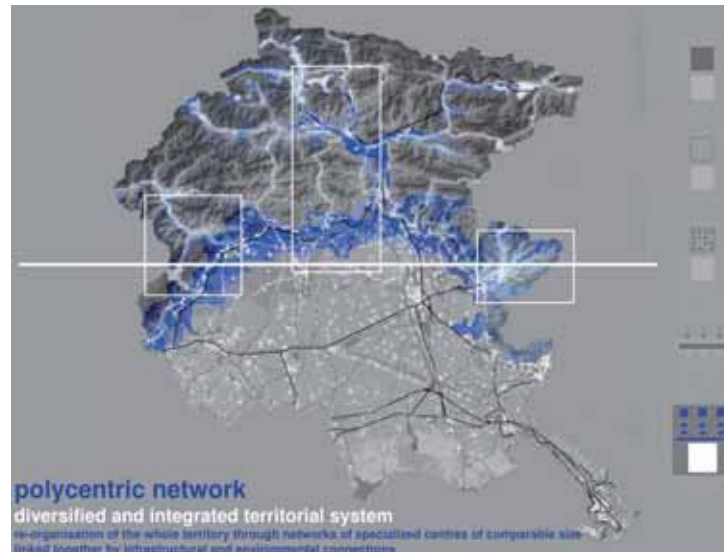 polycentric network
diversified and integrated territorial system
re-organisation of the whole territory through networks of specialized centres of comparable size
linked together by infrastructural and environmental connections